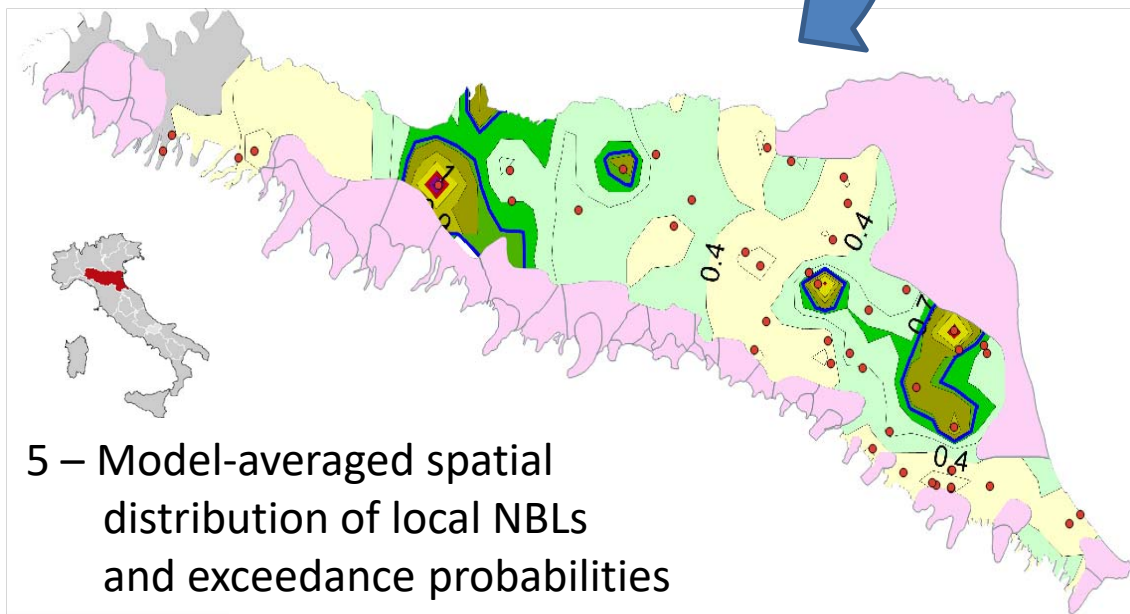 1
0.4
0.4
0.7
0.4
5 – Model-averaged spatial
distribution of local NBLs
and exceedance probabilities